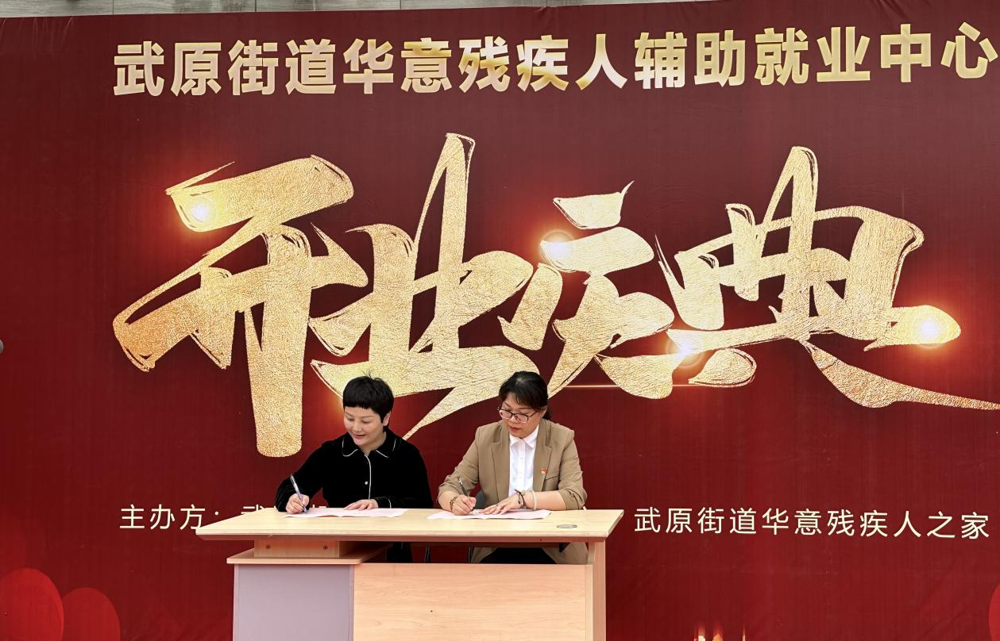 武原街道华意残疾人辅助就业中心
开业庆典
主办方：武
武原街道华意残疾人之家